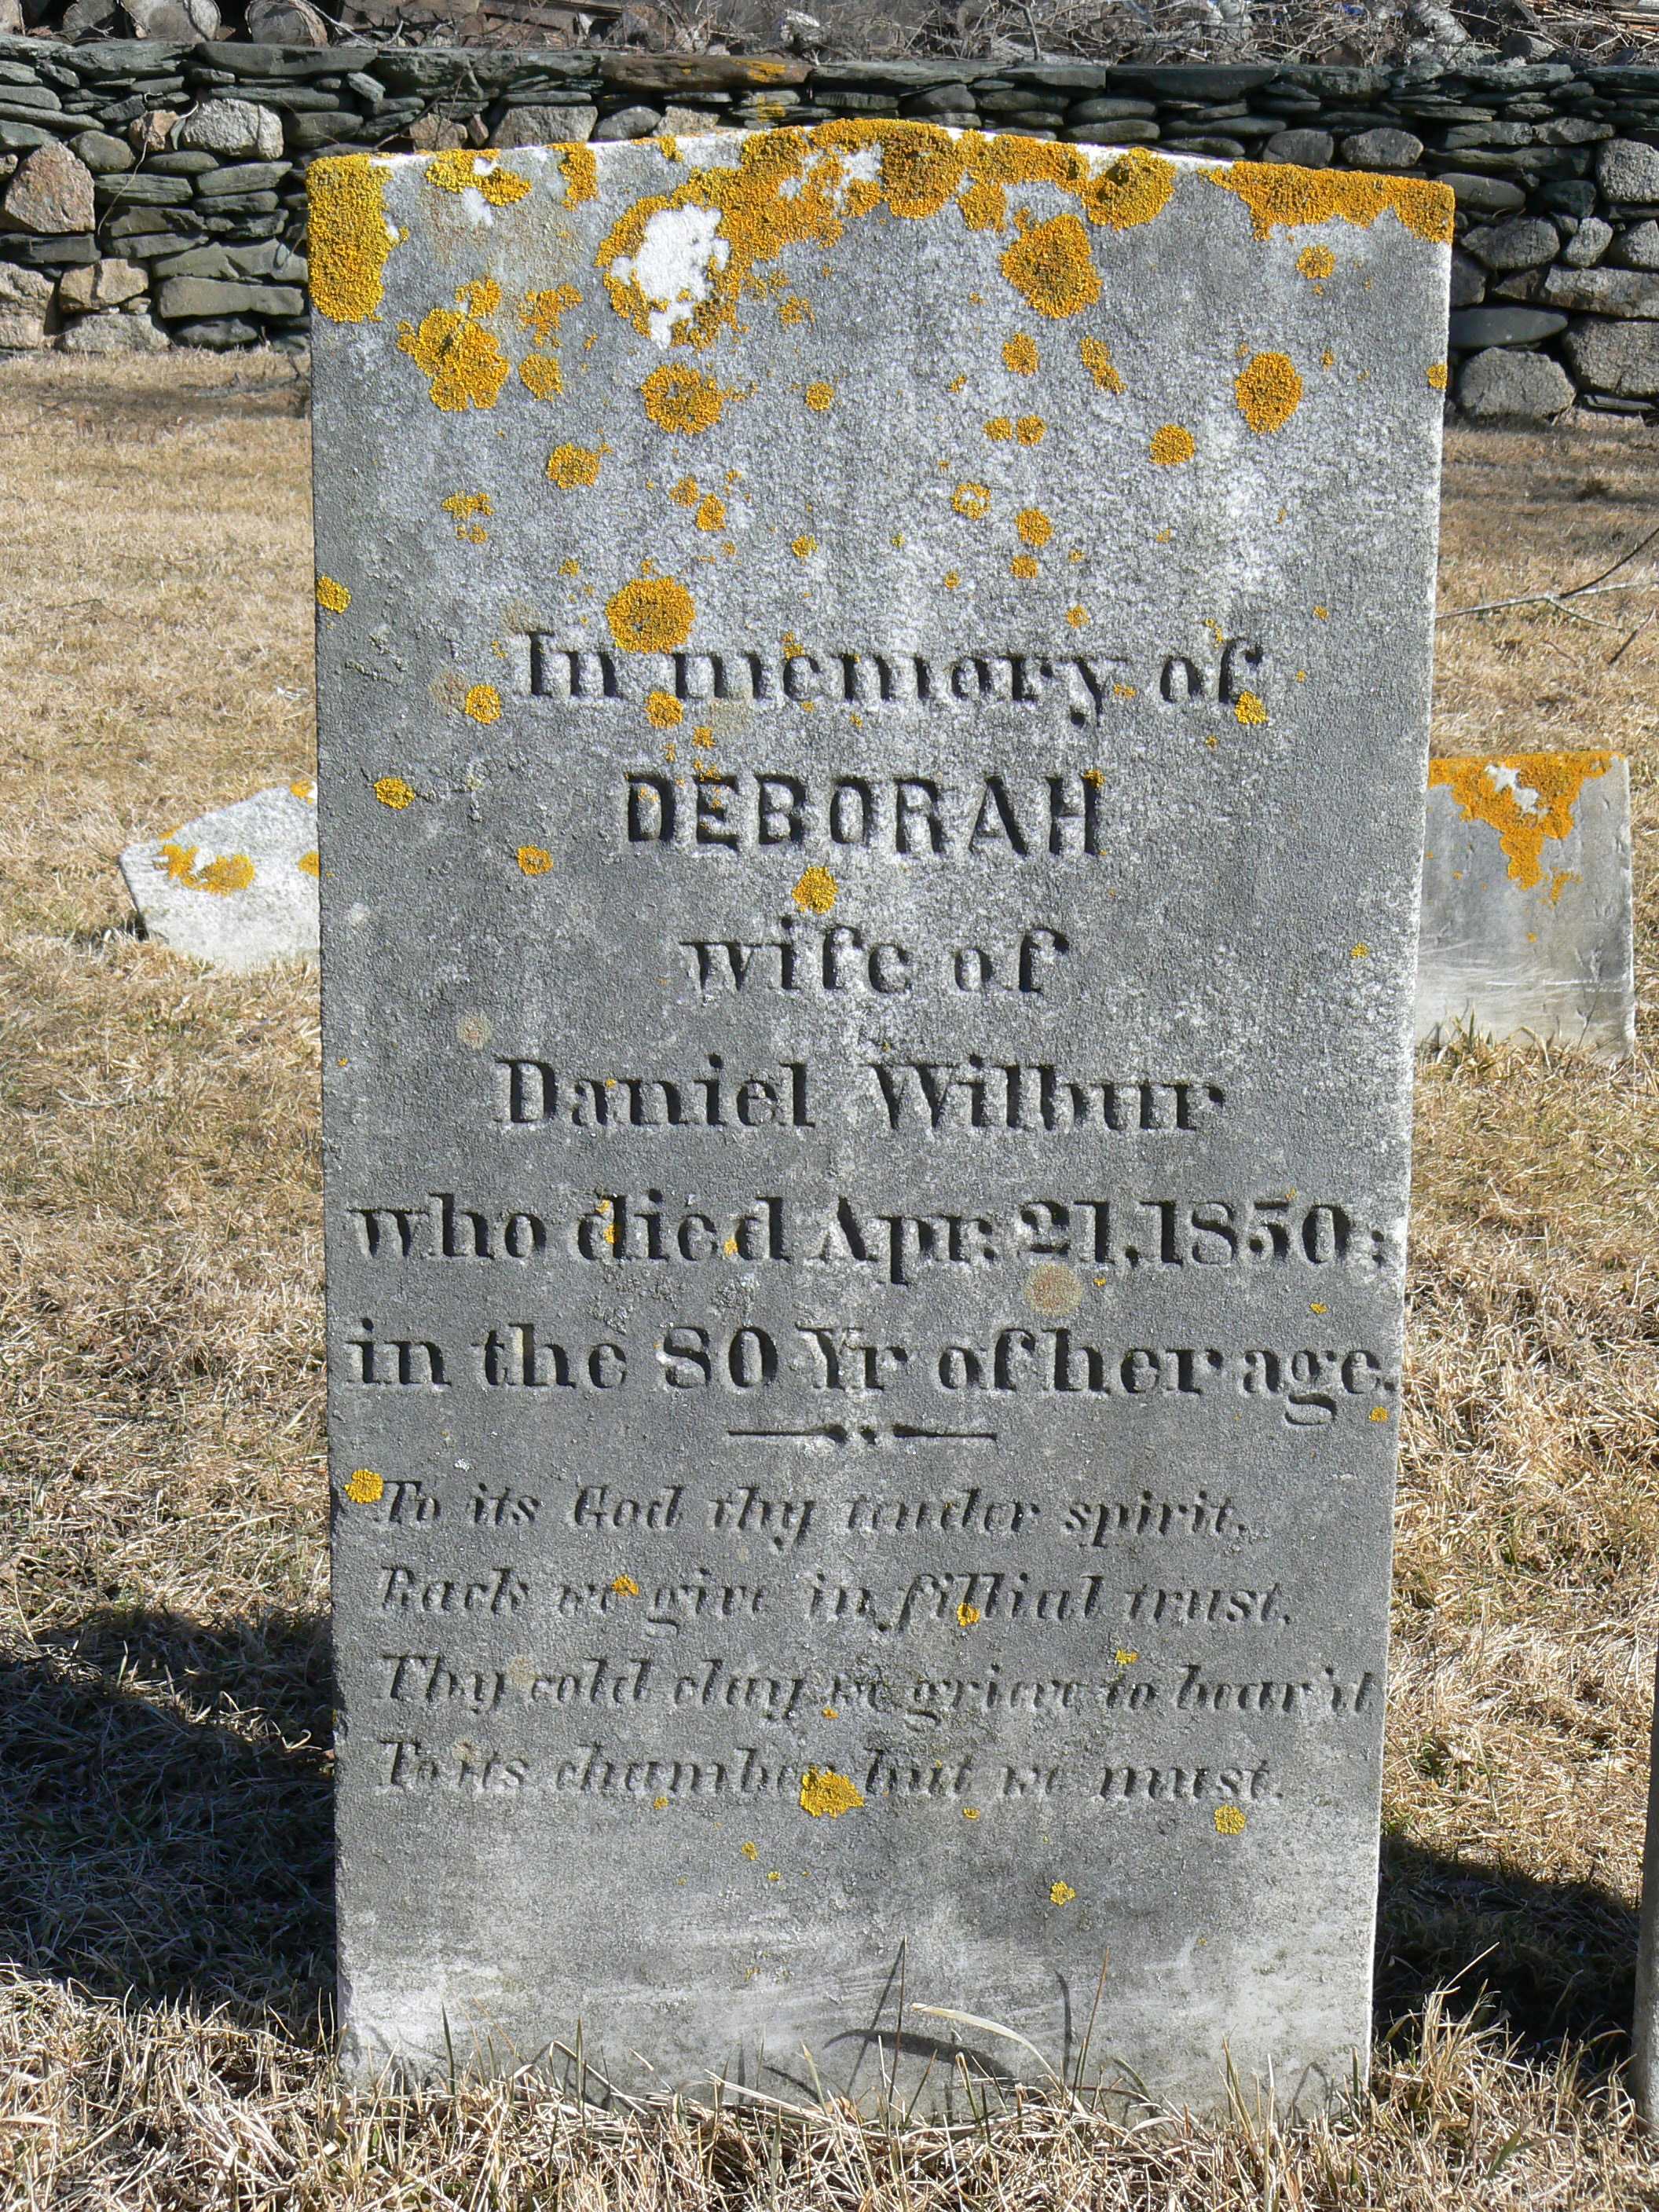 In memory of
DEBORAH
wife of
Daniel Wilbur
who died Apr. 21, 1850;
in the 80 Yr of her age.
To its God thy tender spirit,
Back we give in fillial trust,
Thy cold clay we grieve to bear it
To its chamber but we must.